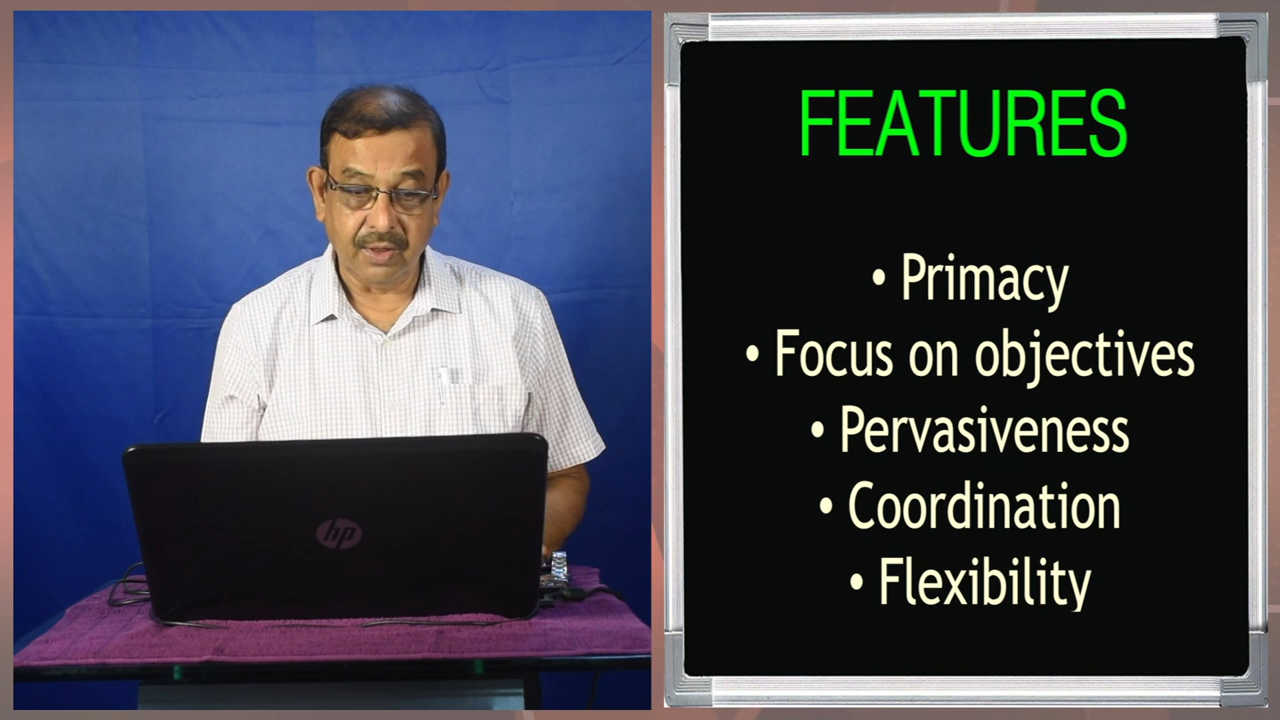 FEATURES
• Primacy
• Focus on objectives
• Pervasiveness
• Coordination
• Flexibility
hp